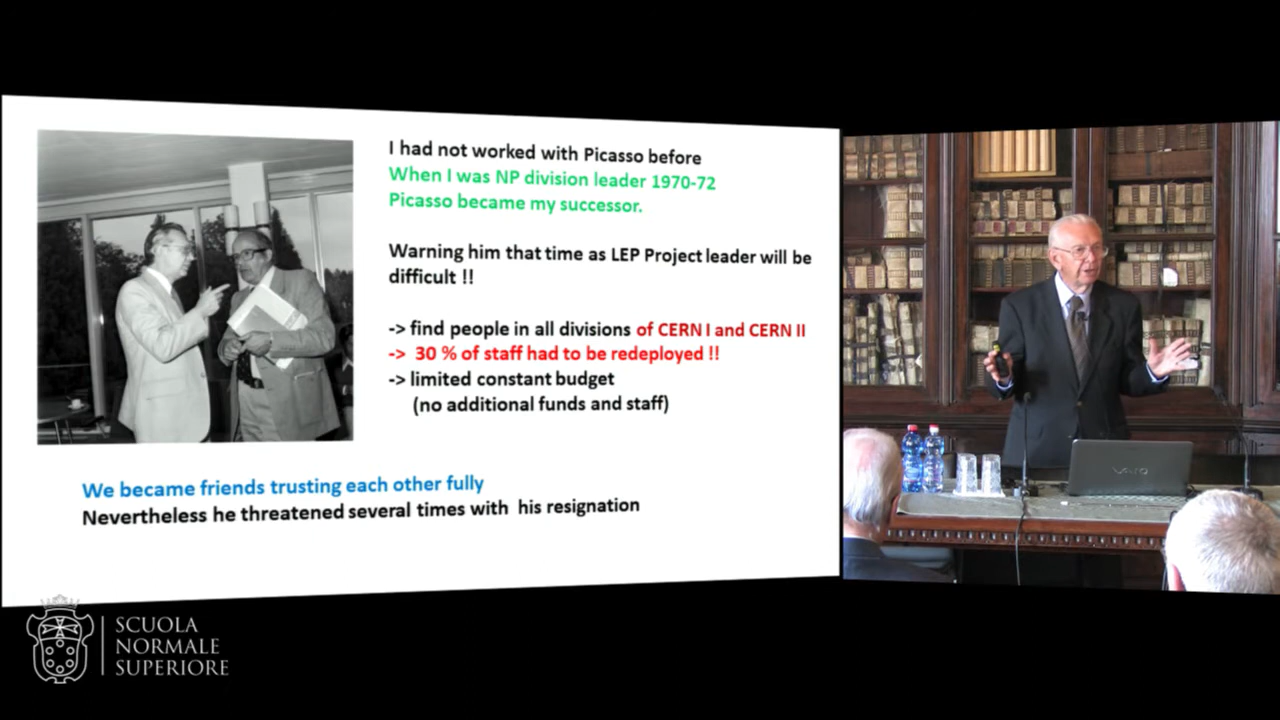 I had not worked with Picasso before
When I was NP division leader 1970-72
Picasso became my successor.
Warning him that time as LEP Project leader will be
difficult !!
-> find people in all divisions of CERN I and CERN II
-> 30 % of staff had to be redeployed !!
-> limited constant budget
(no additional funds and staff)
We became friends trusting each other fully
Nevertheless he threatened several times with his resignation
VAIO
SCUOLA
NORMALE
SUPERIORE